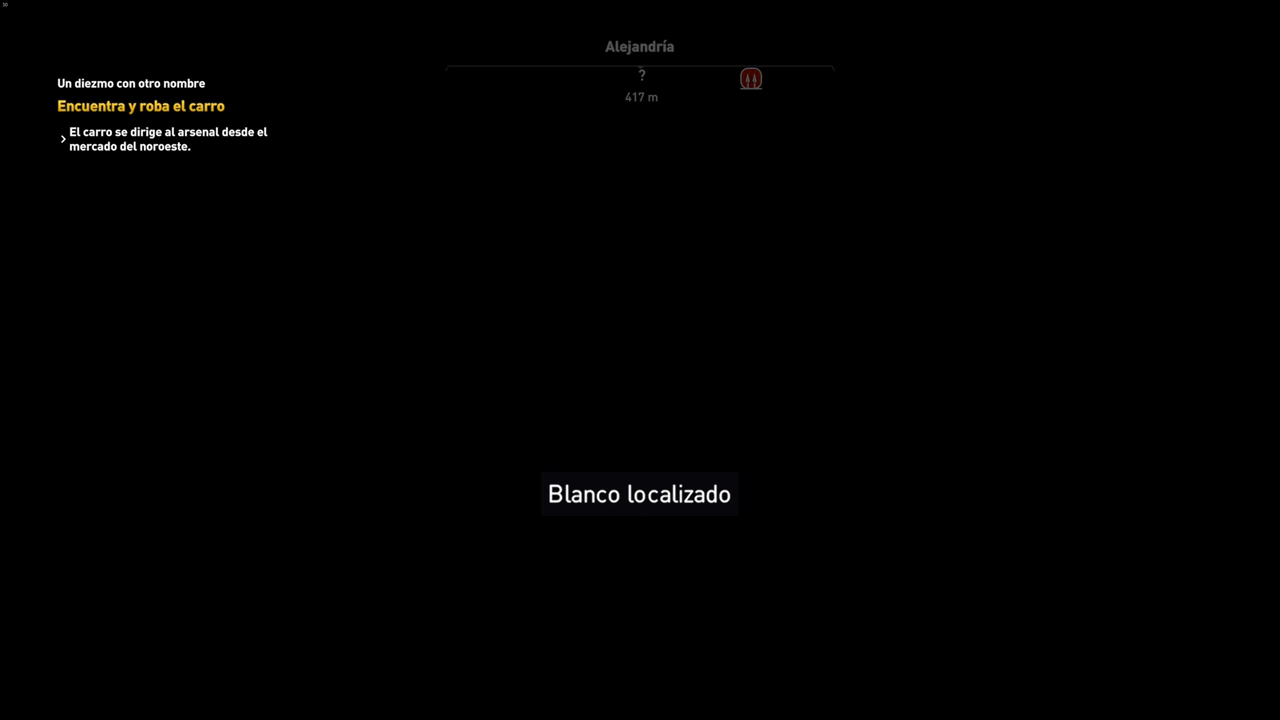 30
Alejandría
?
417 m
Un diezmo con otro nombre
Encuentra y roba el carro
El carro se dirige al arsenal desde el
mercado del noroeste.
Blanco localizado